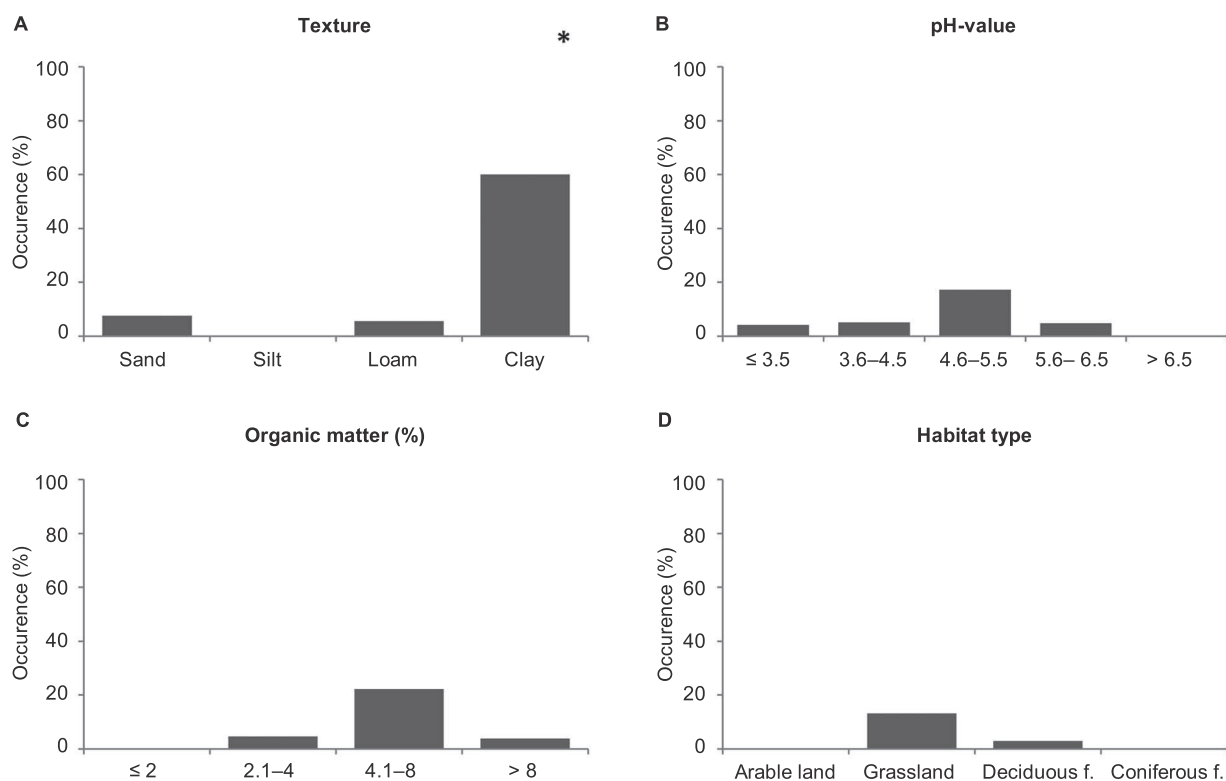 A
Texture
*
Occurence (%)
100
80
60
40
20
0
Sand Silt Loam Clay
B
pH-value
Occurence (%)
100
80
60
40
20
0
≤ 3.5 3.6–4.5 4.6–5.5 5.6– 6.5 > 6.5
C
Organic matter (%)
Occurence (%)
100
80
60
40
20
0
≤ 2 2.1–4 4.1–8 > 8
D
Habitat type
Occurence (%)
100
80
60
40
20
0
Arable land Grassland Deciduous f. Coniferous f.